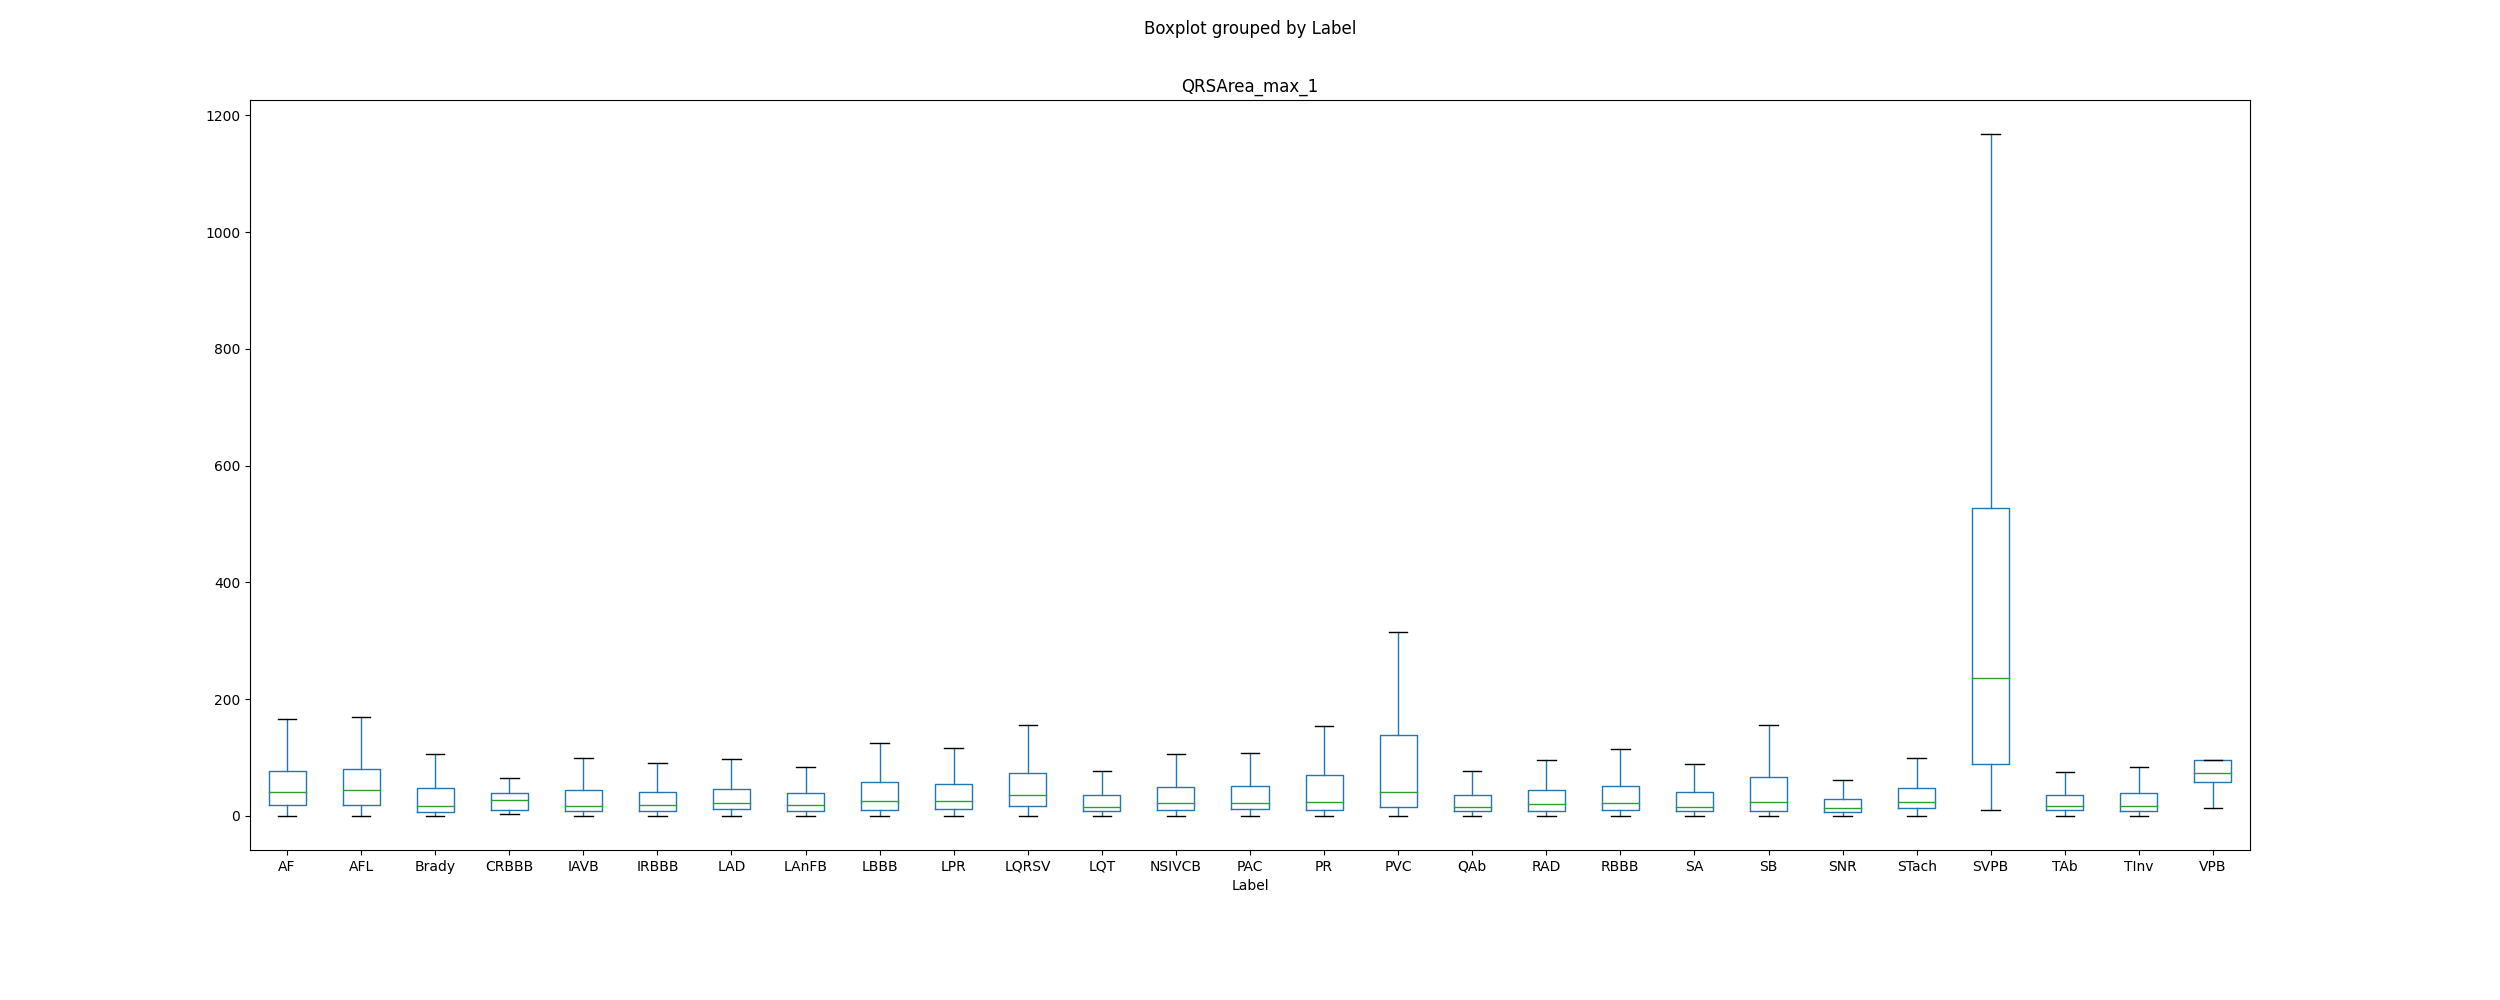 Boxplot grouped by Label
QRSArea_max_1
1200
1000
800
600
400
200
0
AF AFL Brady CRBBB IAVB IRBBB LAD LAnFB LBBB LPR LQRSV LQT NSIVCB PAC PR PVC QAb RAD RBBB SA SB SNR STach SVPB TAb TInv VPB
Label